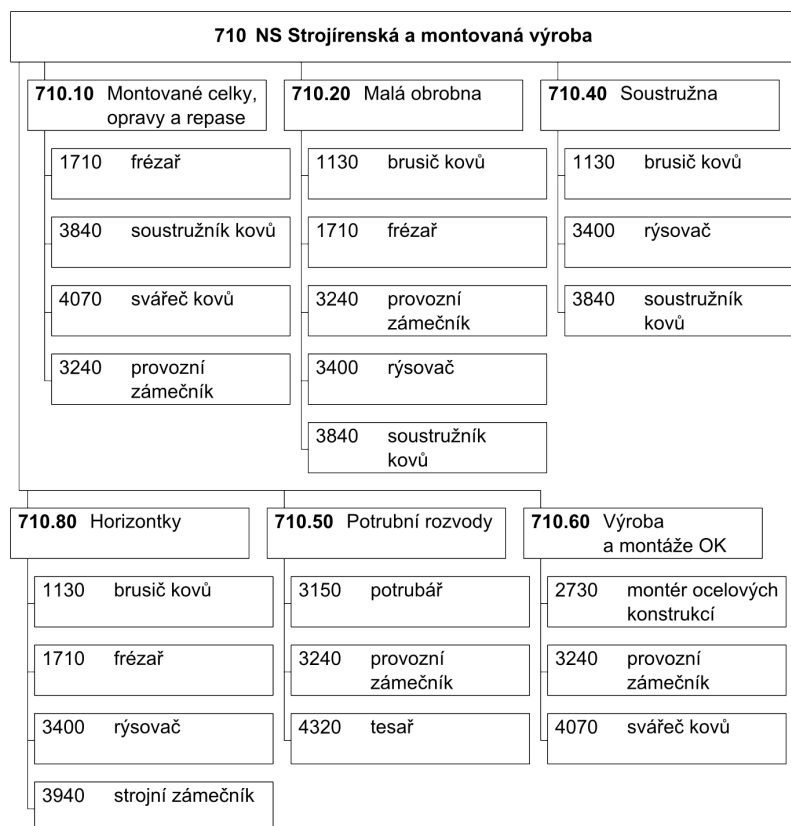 710 NS Strojírenská a montovaná výroba
710.10 Montované celky,
opravy a repase
1710 frézař
3840 soustružník kovů
4070 svářeč kovů
3240 provozní
zámečník
710.20 Malá obrobna
1130 brusič kovů
1710 frézař
3240 provozní
zámečník
3400 rýsovač
3840 soustružník
kovů
710.40 Soustružna
1130 brusič kovů
3400 rýsovač
3840 soustružník
kovů
710.80 Horizontky
1130 brusič kovů
1710 frézař
3400 rýsovač
3940 strojní zámečník
710.50 Potrubní rozvody
3150 potrubář
3240 provozní
zámečník
4320 tesař
710.60 Výroba
a montáže OK
2730 montér ocelových
konstrukcí
3240 provozní
zámečník
4070 svářeč kovů